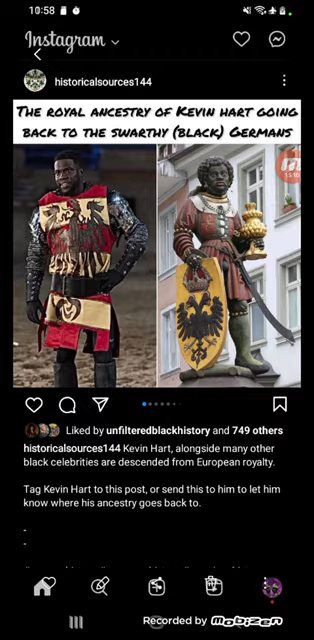 10:58
Instagram
historicalsources144
THE ROYAL ANCESTRY OF KEVIN HART GOING
BACK TO THE SWARTHY (BLACK) GERMANS
Liked by unfilteredblackhistory and 749 others
historicalsources144 Kevin Hart, alongside many other
black celebrities are descended from European royalty.
Tag Kevin Hart to this post, or send this to him to let him
know where his ancestry goes back to.
-
-
Recorded by Mobizen